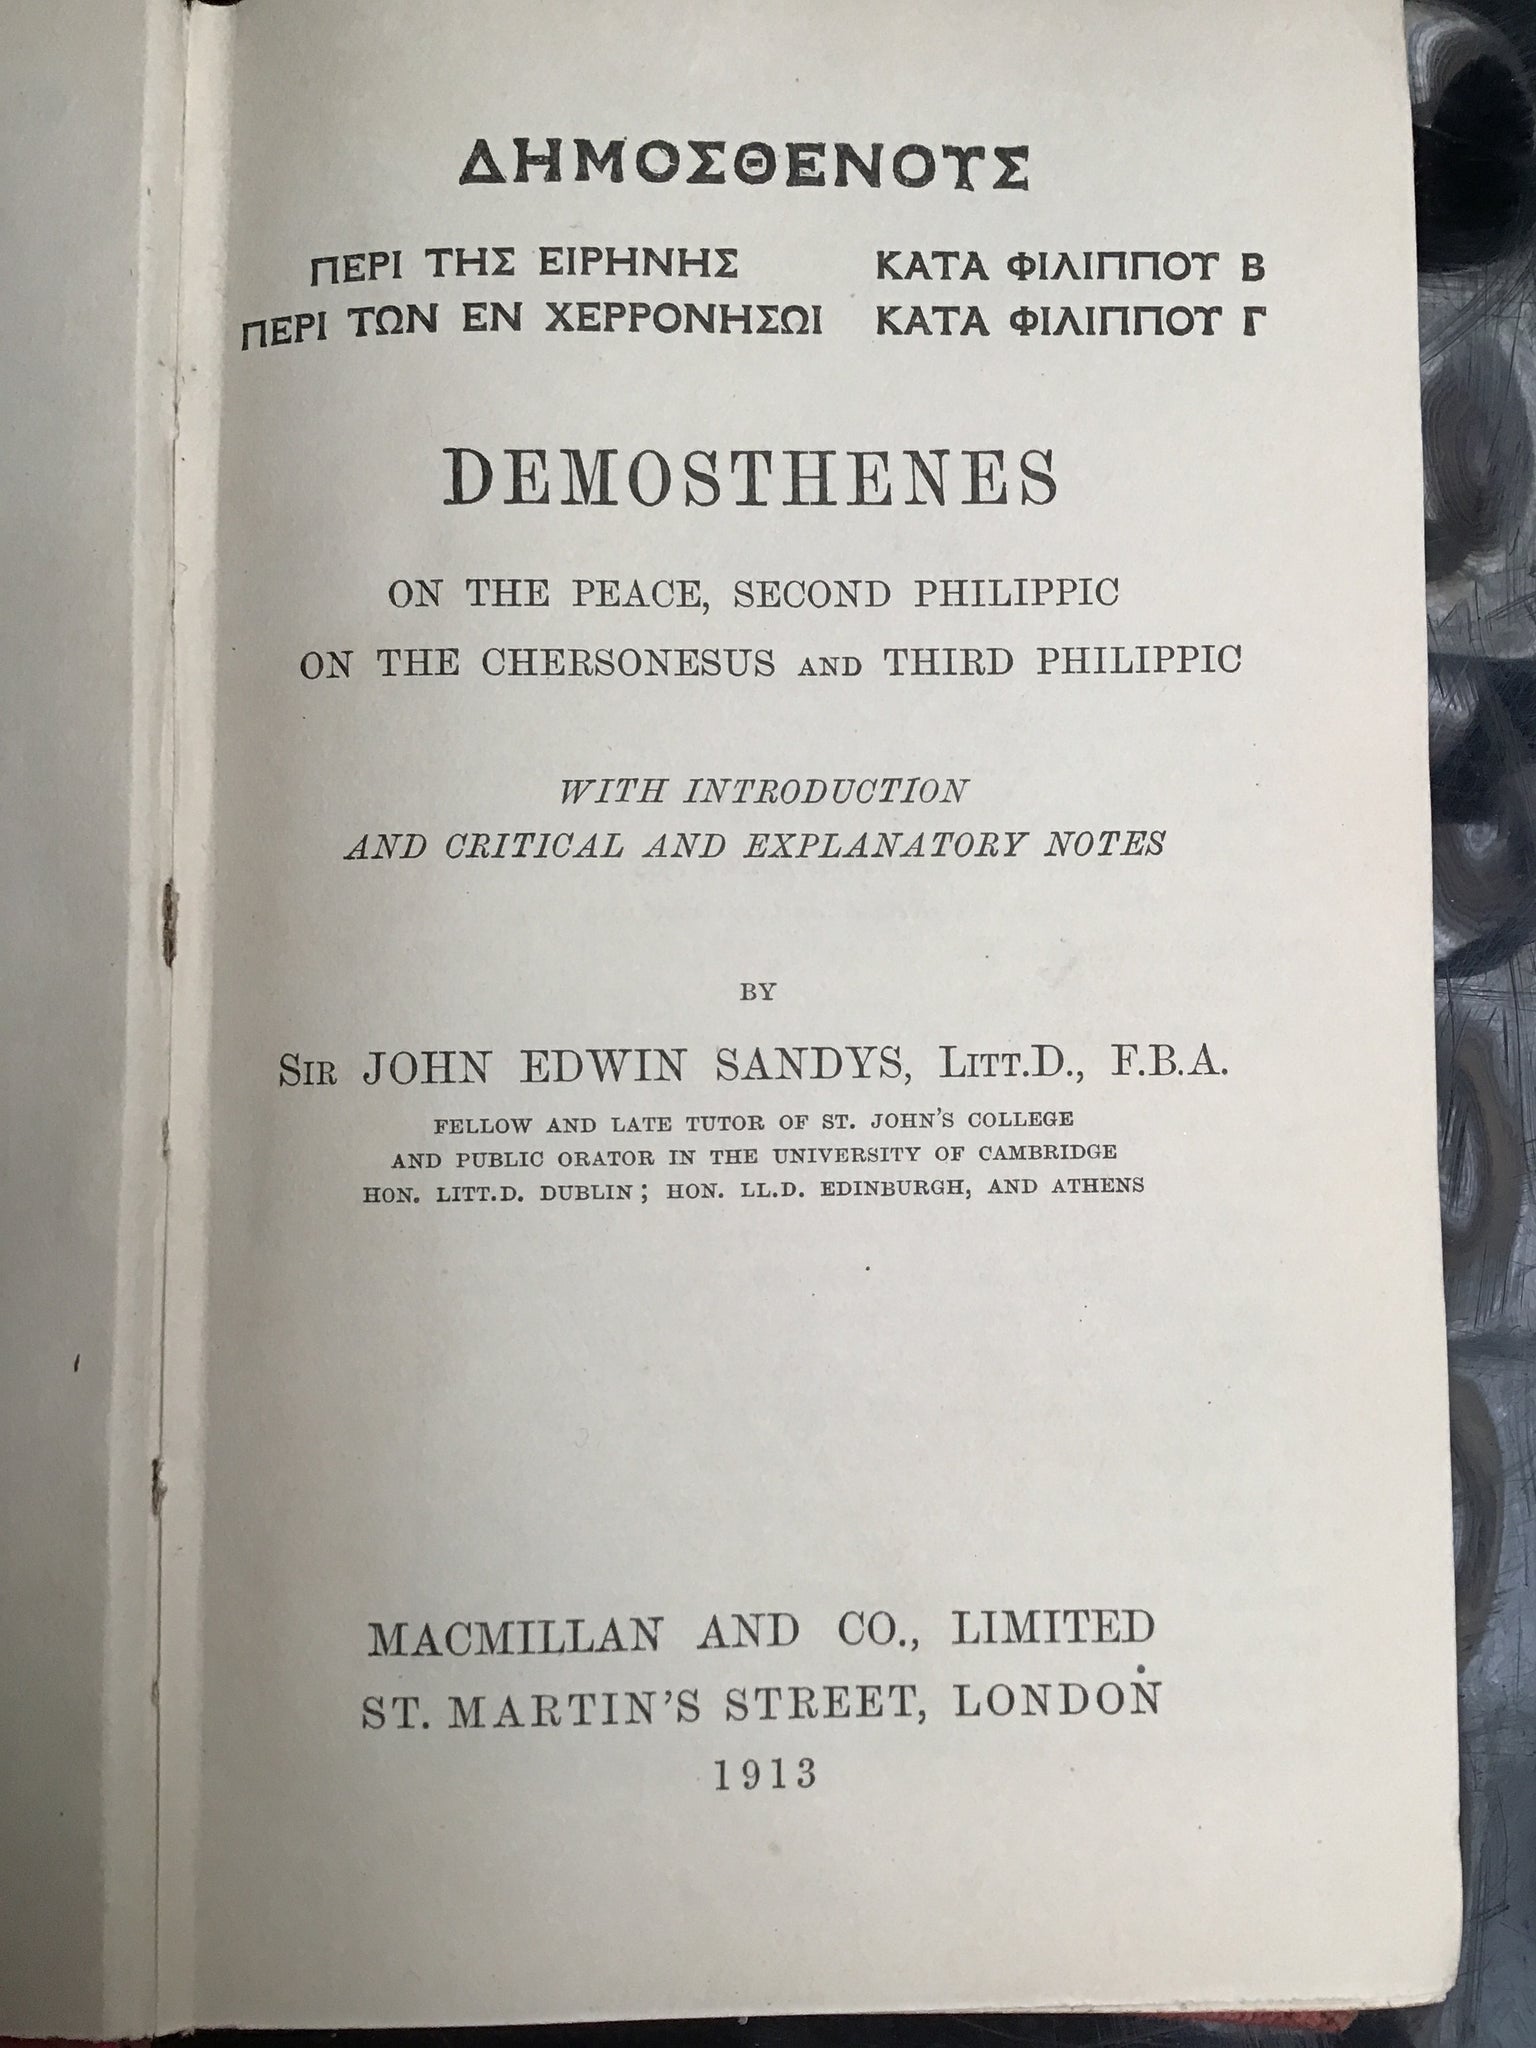 ΔΗΜΟΣΘΕΝΟΥΣ
ΠΕΡΙ ΤΗΣ ΕΙΡΗΝΗΣ ΚΑΤΑ ΦΙΛΙΠΠΟΥ Β
ΠΕΡΙ ΤΩΝ ΕΝ ΧΕΡΡΟΝΗΣΩΙ ΚΑΤΑ ΦΙΛΙΠΠΟΥ Γ
DEMOSTHENES
ON THE PEACE, SECOND PHILIPPIC
ON THE CHERSONESUS AND THIRD PHILIPPIC
WITH INTRODUCTION
AND CRITICAL AND EXPLANATORY NOTES
BY
SIR JOHN EDWIN SANDYS, LITT.D., F.B.A.
FELLOW AND LATE TUTOR OF ST. JOHN'S COLLEGE
AND PUBLIC ORATOR IN THE UNIVERSITY OF CAMBRIDGE
HON. LITT.D. DUBLIN; HON. LL.D. EDINBURGH, AND ATHENS
MACMILLAN AND CO., LIMITED
ST. MARTIN'S STREET, LONDON
1913